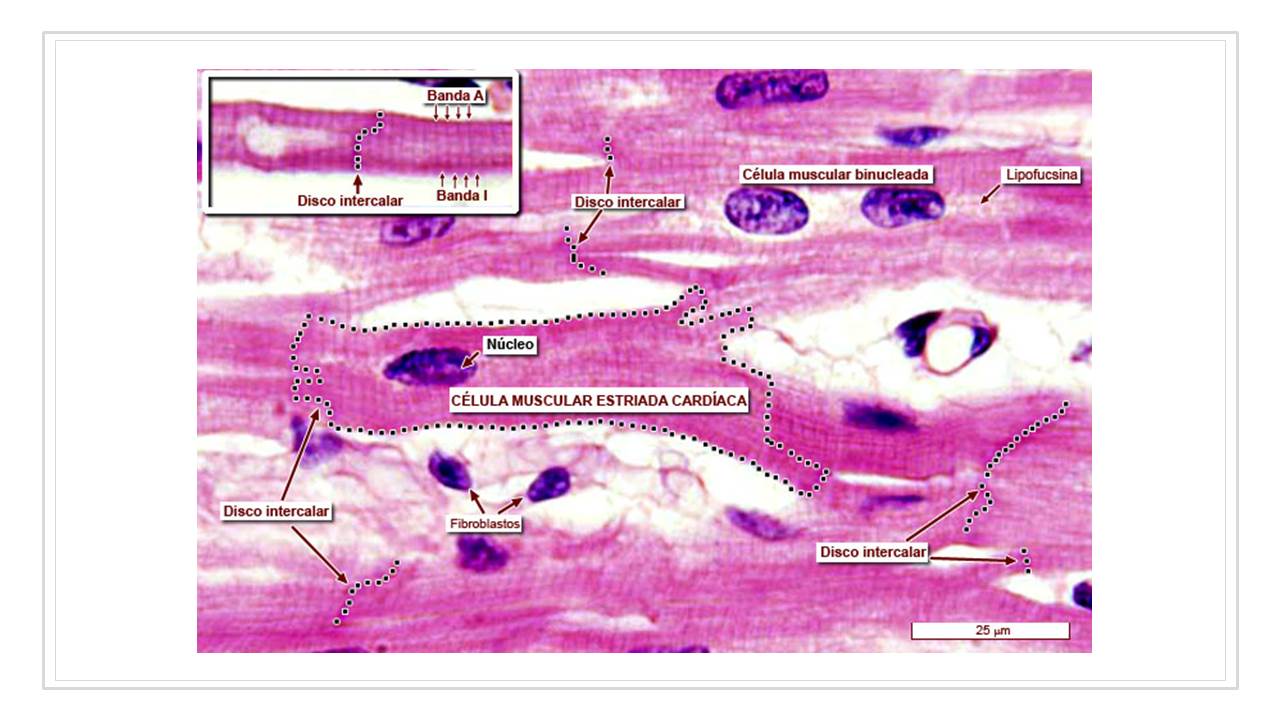 Banda A
Disco intercalar
Banda I
Célula muscular binucleada
Lipofucsina
Disco intercalar
Núcleo
CÉLULA MUSCULAR ESTRIADA CARDÍACA
Disco intercalar
Fibroblastos
Disco intercalar
25 µm